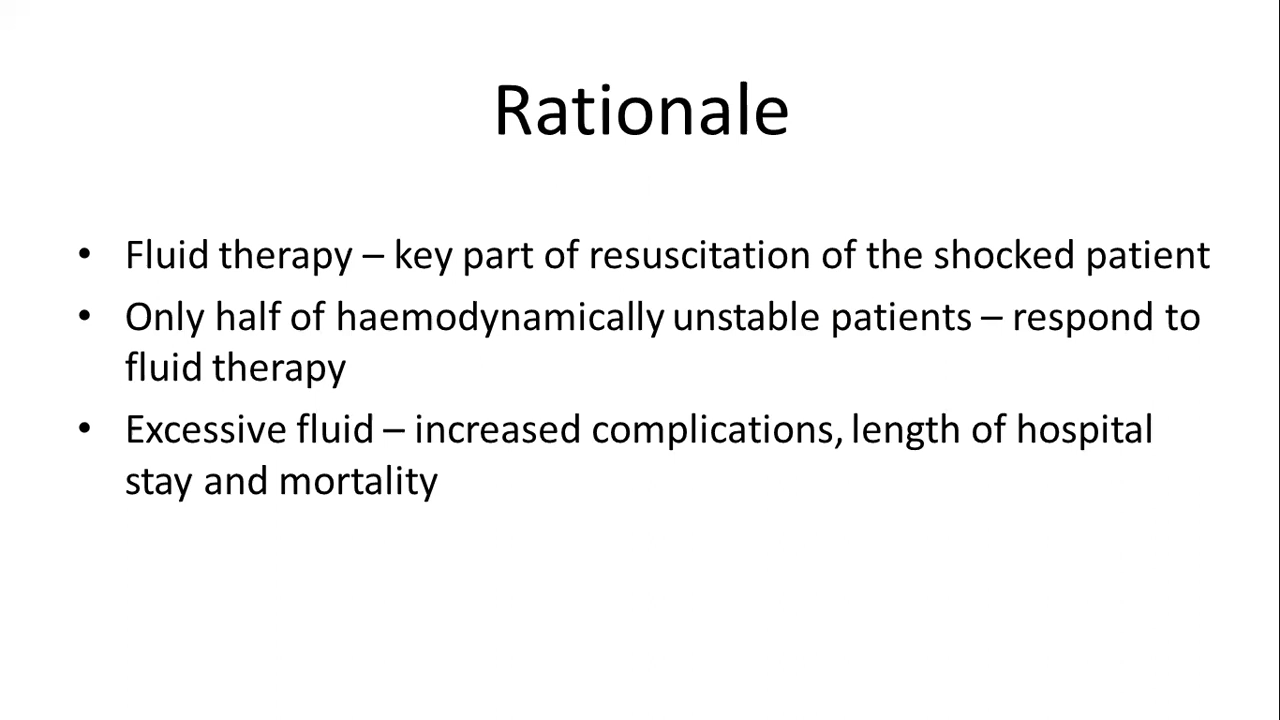 Rationale
• Fluid therapy – key part of resuscitation of the shocked patient
• Only half of haemodynamically unstable patients – respond to
fluid therapy
• Excessive fluid – increased complications, length of hospital
stay and mortality